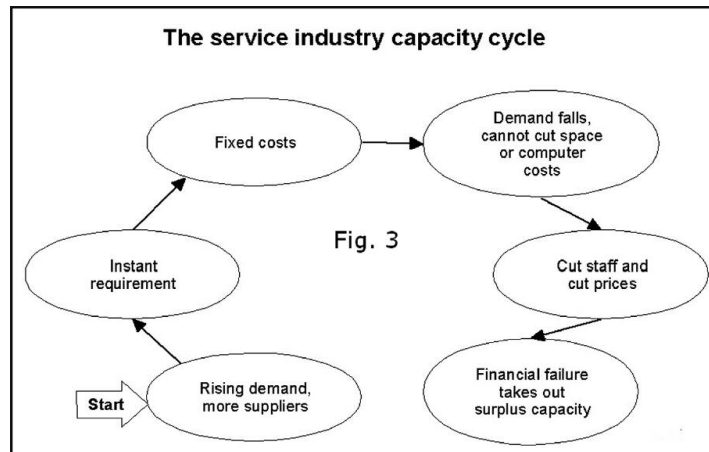 The service industry capacity cycle
Fixed costs
Demand falls,
cannot cut space
or computer
costs
Fig. 3
Instant
requirement
Cut staff and
cut prices
Start
Rising demand,
more suppliers
Financial failure
takes out
surplus capacity